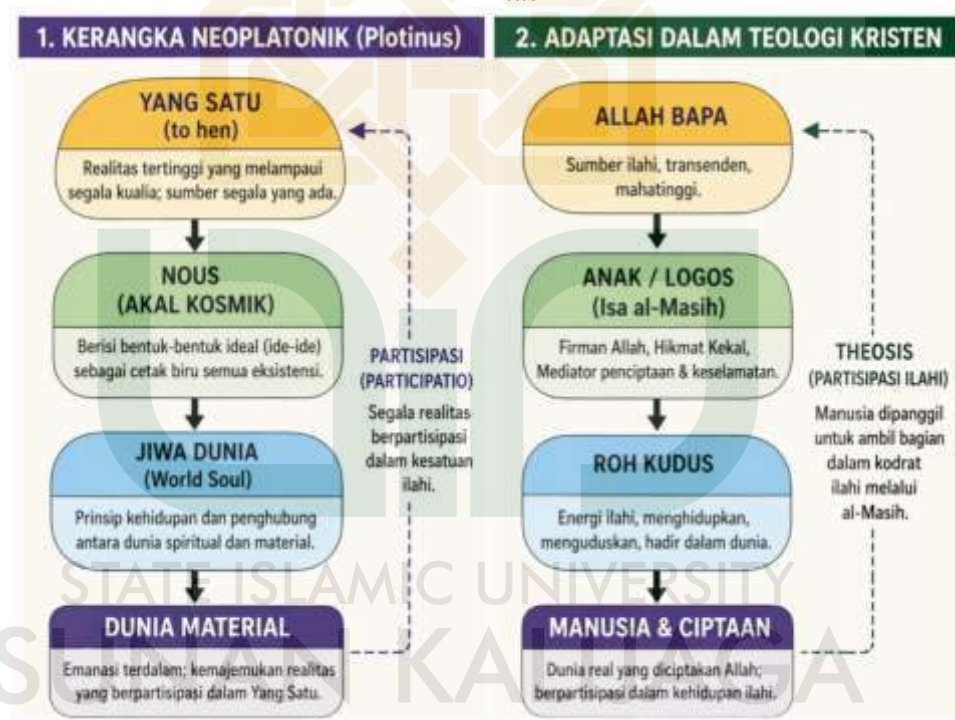 1. KERANGKA NEOPLATONIK (Plotinus)
YANG SATU
(to hen)
Realitas tertinggi yang melampaui
segala kualia; sumber segala yang ada.
NOUS
(AKAL KOSMIK)
Berisi bentuk-bentuk ideal (ide-ide)
sebagai cetak biru semua eksistensi.
JIWA DUNIA
(World Soul)
Prinsip kehidupan dan penghubung
antara dunia spiritual dan material.
DUNIA MATERIAL
Emanasi terdalam; kemajemukan realitas
yang berpartisipasi dalam Yang Satu.
PARTISIPASI
(PARTICIPATIO)
Segala realitas
berpartisipasi
dalam kesatuan
ilahi.
2. ADAPTASI DALAM TEOLOGI KRISTEN
ALLAH BAPA
Sumber ilahi, transenden,
mahatinggi.
ANAK / LOGOS
(Isa al-Masih)
Firman Allah, Hikmat Kekal,
Mediator penciptaan & keselamatan.
ROH KUDUS
Energi ilahi, menghidupkan,
menguduskan, hadir dalam dunia.
MANUSIA & CIPTAAN
Dunia real yang diciptakan Allah;
berpartisipasi dalam kehidupan ilahi.
THEOSIS
(PARTISIPASI ILAHI)
Manusia dipanggil
untuk ambil bagian
dalam kodrat
ilahi melalui
al-Masih.
STATE ISLAMIC UNIVERSITY
SUNAN KALIJAGA